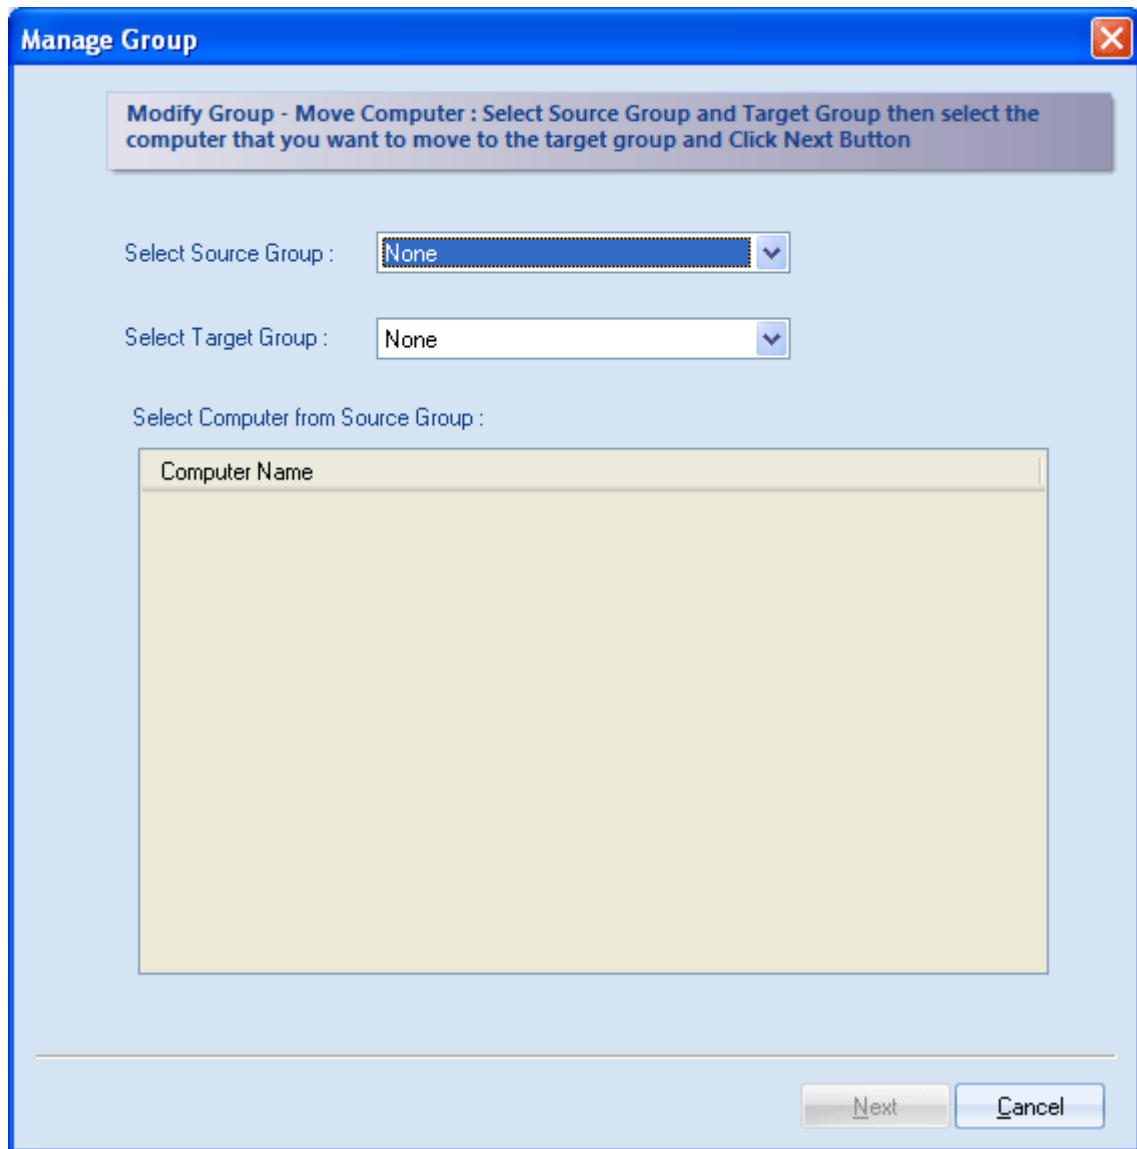 Manage Group
Modify Group - Move Computer : Select Source Group and Target Group then select the
computer that you want to move to the target group and Click Next Button
Select Source Group :
None
Select Target Group :
None
Select Computer from Source Group :
Computer Name
Next
Cancel